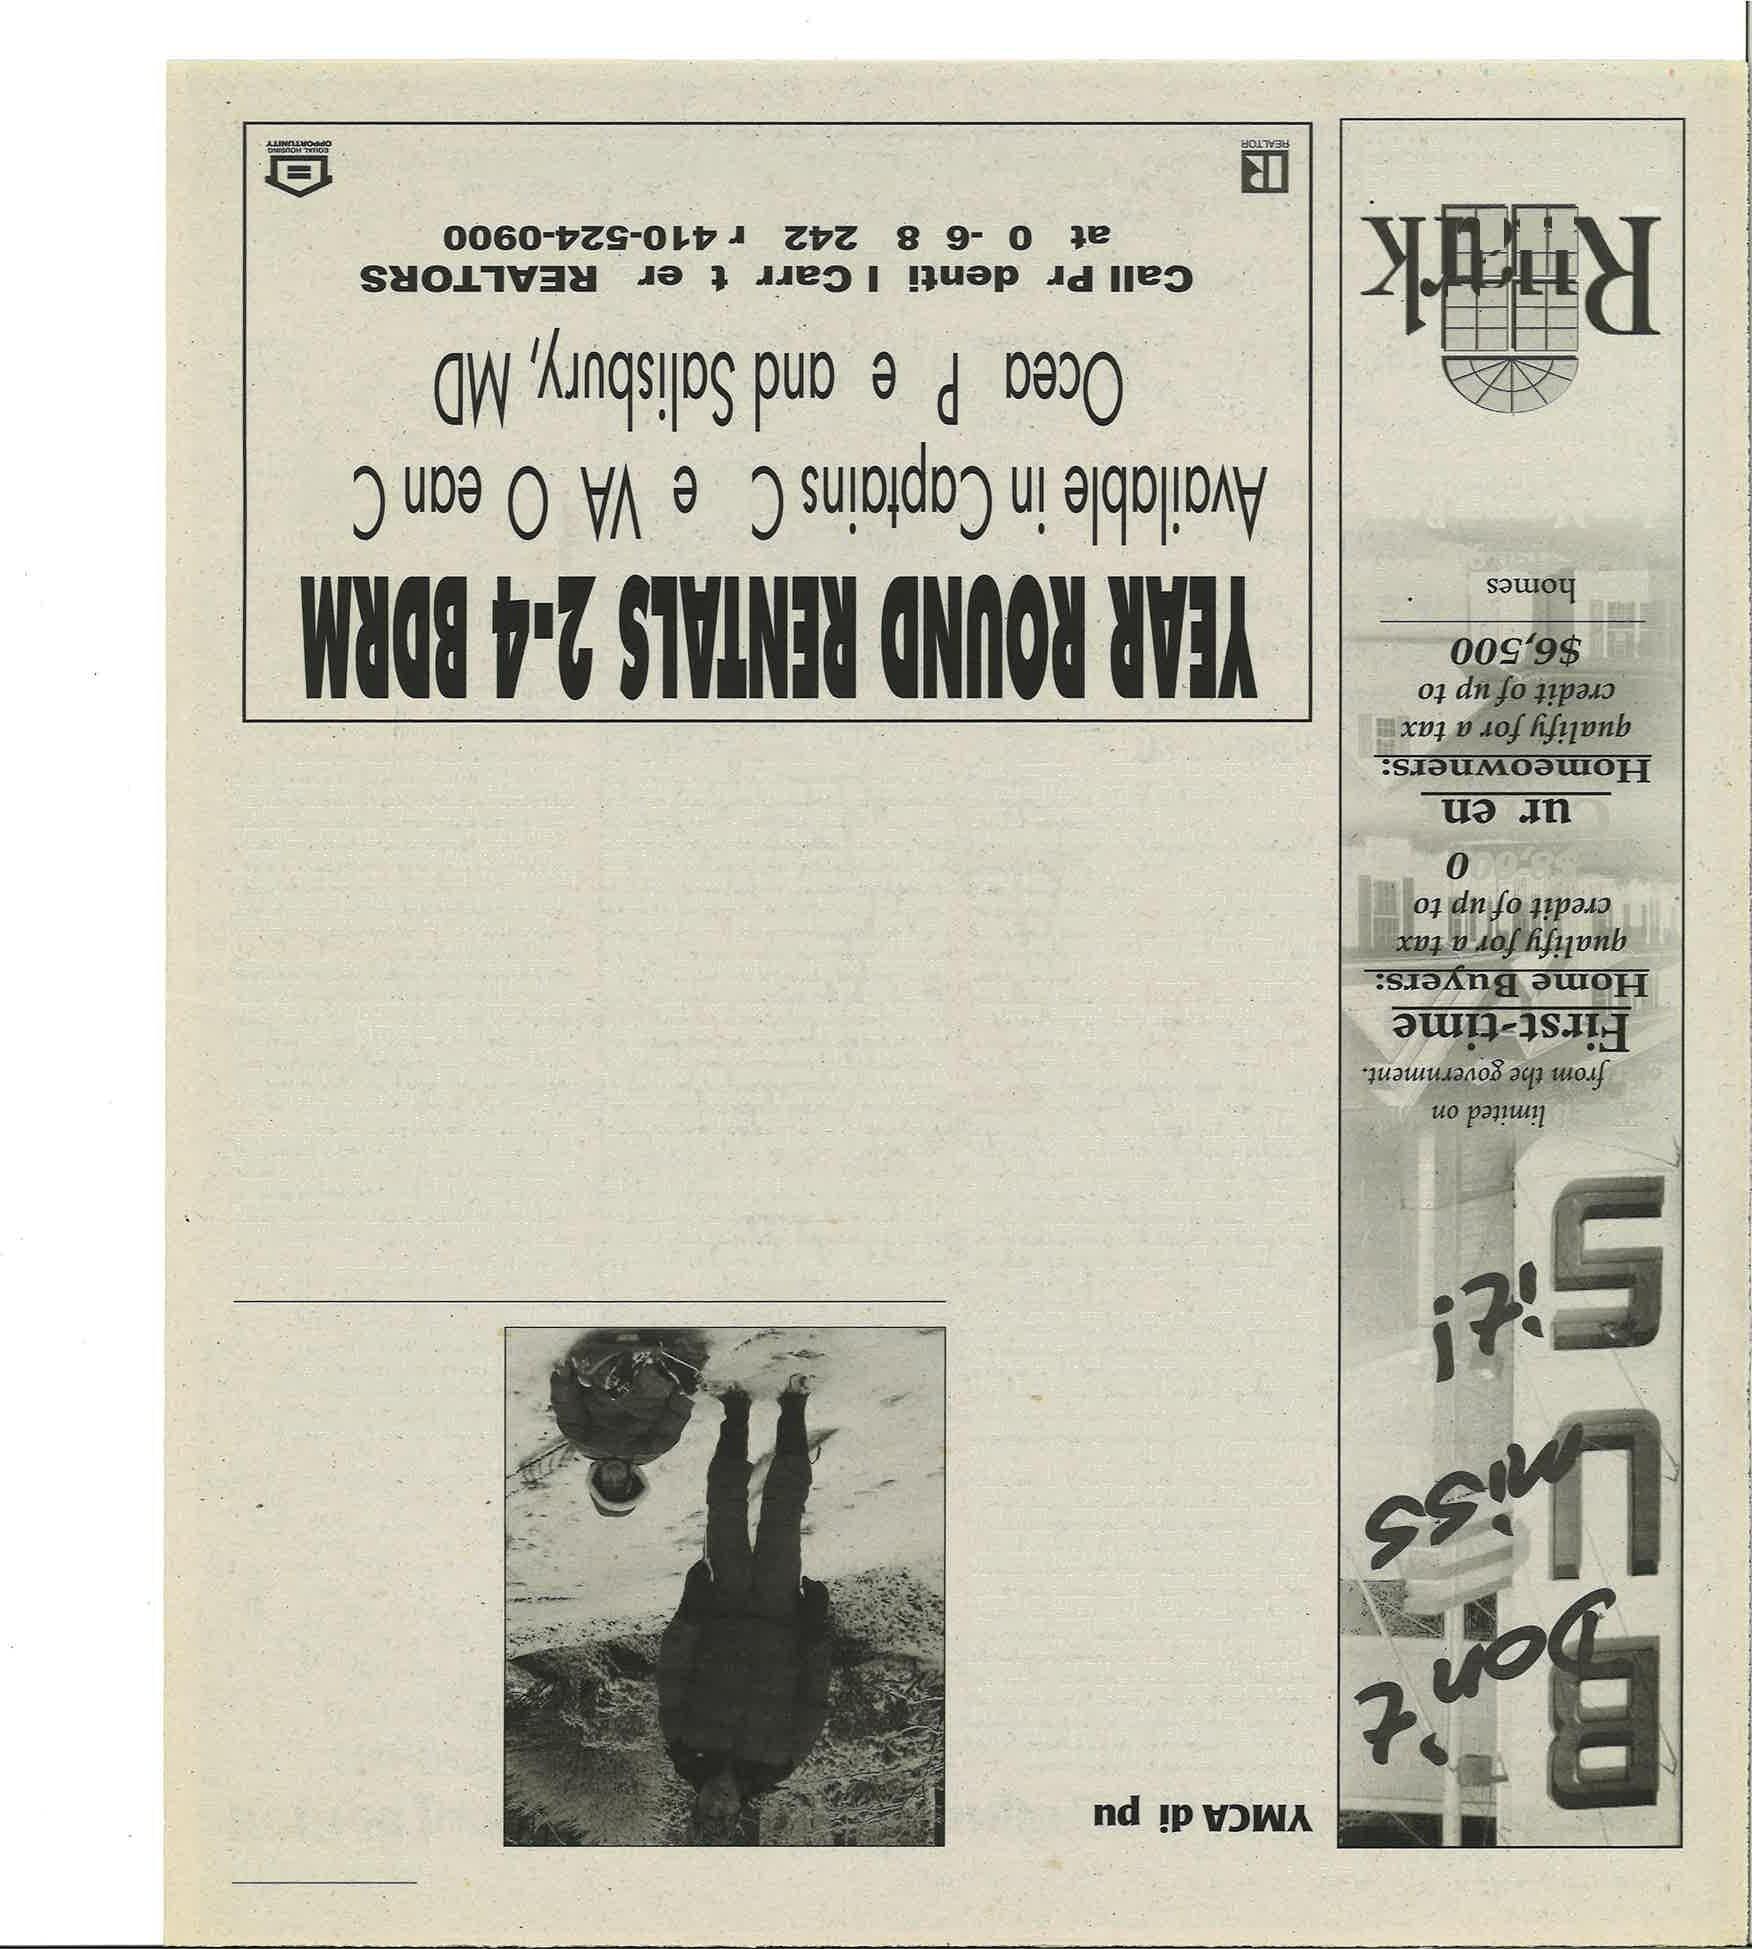 YMCA di pu
Don't
miss
it!
limited on
from the government.
First-time
Home Buyers:
qualify for a tax
credit of up to
0
ur en
Homeowners:
qualify for a tax
credit of up to
$6,500
homes
Ruark
YEAR ROUND RENTALS 2-4 BDRM
Available in Captains C e VA O ean C
Ocea P e and Salisbury, MD
Call Pr denti l Carr t er REALTORS
at 0 -6 8 242 r 410-524-0900
REALTOR
EQUAL HOUSING
OPPORTUNITY